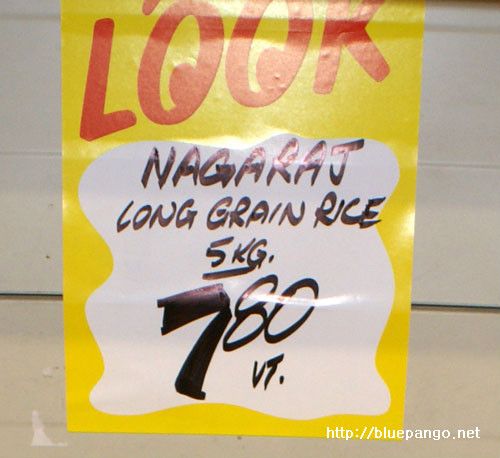 LOOK
NAGARAJ
LONG GRAIN RICE
5KG.
780
VT.
http://bluepango.net